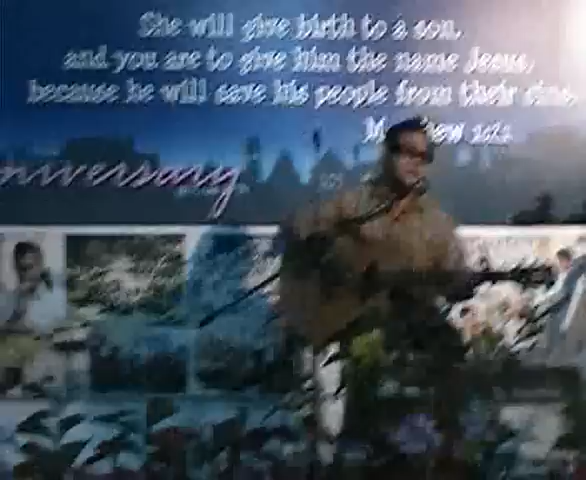 She will give birth to a son,
and you are to give him the name Jesus,
because he will save his people from their sins.
niversary